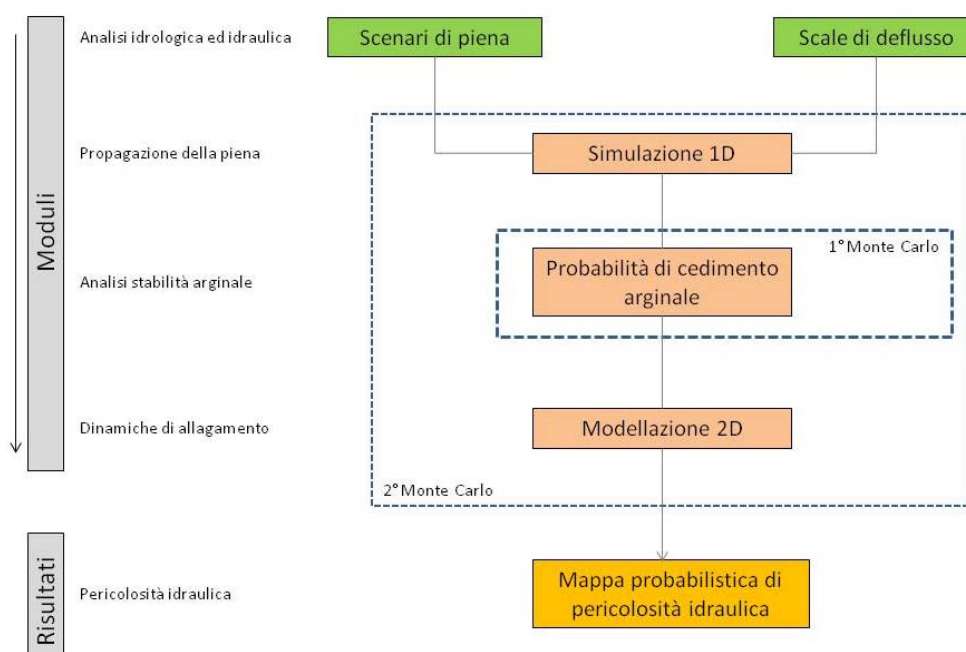 Moduli
Analisi idrologica ed idraulica
Scenari di piena
Scale di deflusso
Propagazione della piena
Simulazione 1D
1° Monte Carlo
Analisi stabilità arginale
Probabilità di cedimento
arginale
Dinamiche di allagamento
Modellazione 2D
2° Monte Carlo
Risultati
Pericolosità idraulica
Mappa probabilistica di
pericolosità idraulica